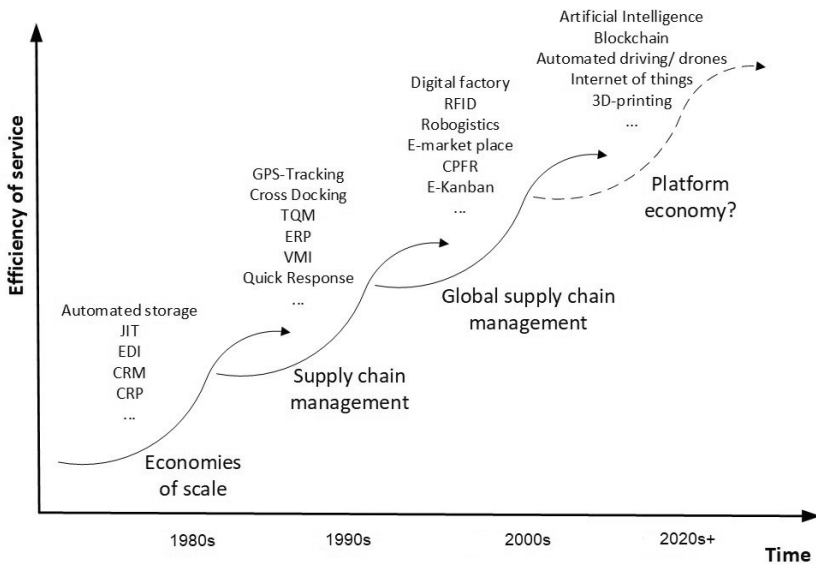 Artificial Intelligence
Blockchain
Automated driving/ drones
Internet of things
3D-printing
...
Digital factory
RFID
Robogistics
E-market place
CPFR
E-Kanban
...
GPS-Tracking
Cross Docking
TQM
ERP
VMI
Quick Response
...
Automated storage
JIT
EDI
CRM
CRP
...
Platform
economy?
Global supply chain
management
Supply chain
management
Economies
of scale
Efficiency of service
1980s
1990s
2000s
2020s+
Time